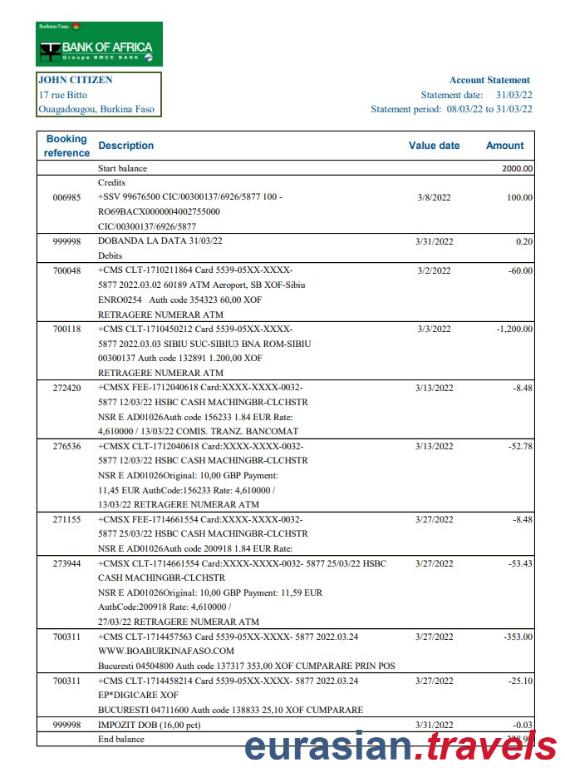 Burkina Faso
BANK OF AFRICA
Groupe BMCE BANK
JOHN CITIZEN
17 rue Bitto
Ouagadougou, Burkina Faso
Account Statement
Statement date: 31/03/22
Statement period: 08/03/22 to 31/03/22
Booking reference Description Value date Amount
Start balance 2000.00
Credits
006985 +SSV 99676500 CIC/00300137/6926/5877 100 - 3/8/2022 100.00
RO69BACX0000004002755000
CIC/00300137/6926/5877
999998 DOBANDA LA DATA 31/03/22 3/31/2022 0.20
Debits
700048 +CMS CLT-1710211864 Card 5539-05XX-XXXX- 3/2/2022 -60.00
5877 2022.03.02 60189 ATM Aeroport, SB XOF-Sibiu
ENRO0254 Auth code 354323 60,00 XOF
RETRAGERE NUMERAR ATM
700118 +CMS CLT-1710450212 Card 5539-05XX-XXXX- 3/3/2022 -1,200.00
5877 2022.03.03 SIBIU SUC-SIBIU3 BNA ROM-SIBIU
00300137 Auth code 132891 1.200,00 XOF
RETRAGERE NUMERAR ATM
272420 +CMSX FEE-1712040618 Card:XXXX-XXXX-0032- 3/13/2022 -8.48
5877 12/03/22 HSBC CASH MACHINGBR-CLCHSTR
NSR E AD01026Auth code 156233 1.84 EUR Rate:
4,610000 / 13/03/22 COMIS. TRANZ. BANCOMAT
276536 +CMSX CLT-1712040618 Card:XXXX-XXXX-0032- 3/13/2022 -52.78
5877 12/03/22 HSBC CASH MACHINGBR-CLCHSTR
NSR E AD01026Original: 10,00 GBP Payment:
11,45 EUR AuthCode:156233 Rate: 4,610000 /
13/03/22 RETRAGERE NUMERAR ATM
271155 +CMSX FEE-1714661554 Card:XXXX-XXXX-0032- 3/27/2022 -8.48
5877 25/03/22 HSBC CASH MACHINGBR-CLCHSTR
NSR E AD01026Auth code 200918 1.84 EUR Rate:
273944 +CMSX CLT-1714661554 Card:XXXX-XXXX-0032- 5877 25/03/22 HSBC 3/27/2022 -53.43
CASH MACHINGBR-CLCHSTR
NSR E AD01026Original: 10,00 GBP Payment: 11,59 EUR
AuthCode:200918 Rate: 4,610000 /
27/03/22 RETRAGERE NUMERAR ATM
700311 +CMS CLT-1714457563 Card 5539-05XX-XXXX- 5877 2022.03.24 3/27/2022 -353.00
WWW.BOABURKINAFASO.COM
Bucuresti 04504800 Auth code 137317 353,00 XOF CUMPARARE PRIN POS
700311 +CMS CLT-1714458214 Card 5539-05XX-XXXX- 5877 2022.03.24 3/27/2022 -25.10
EP*DIGICARE XOF
BUCURESTI 04711600 Auth code 138833 25,10 XOF CUMPARARE
999998 IMPOZIT DOB (16,00 pct) 3/31/2022 -0.03
End balance
eurasian.travels